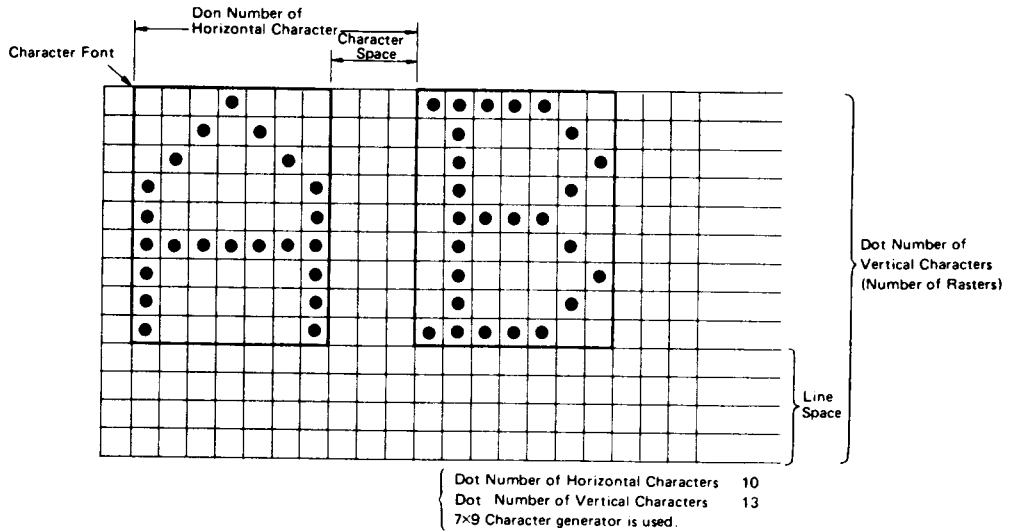 Don Number of
Horizontal Character
Character
Space
Character Font
Dot Number of
Vertical Characters
(Number of Rasters)
Line
Space
Dot Number of Horizontal Characters 10
Dot Number of Vertical Characters 13
7×9 Character generator is used.